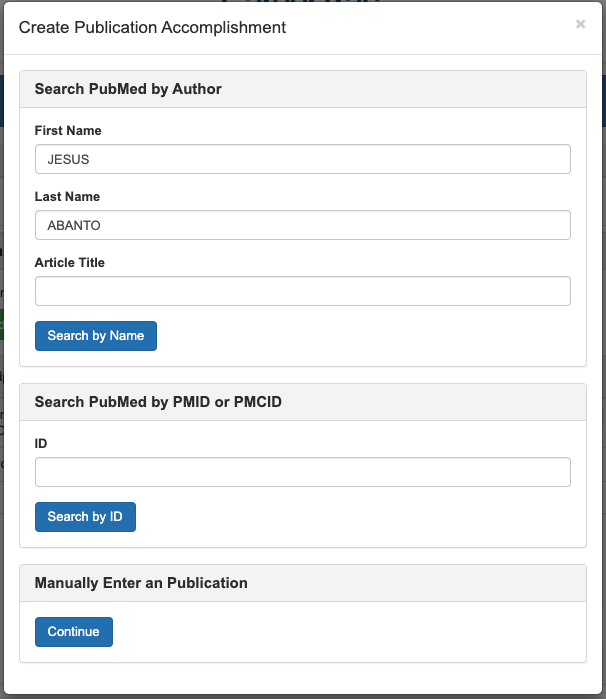 Create Publication Accomplishment
×
Search PubMed by Author
First Name
JESUS
Last Name
ABANTO
Article Title
Search by Name
Search PubMed by PMID or PMCID
ID
Search by ID
Manually Enter an Publication
Continue